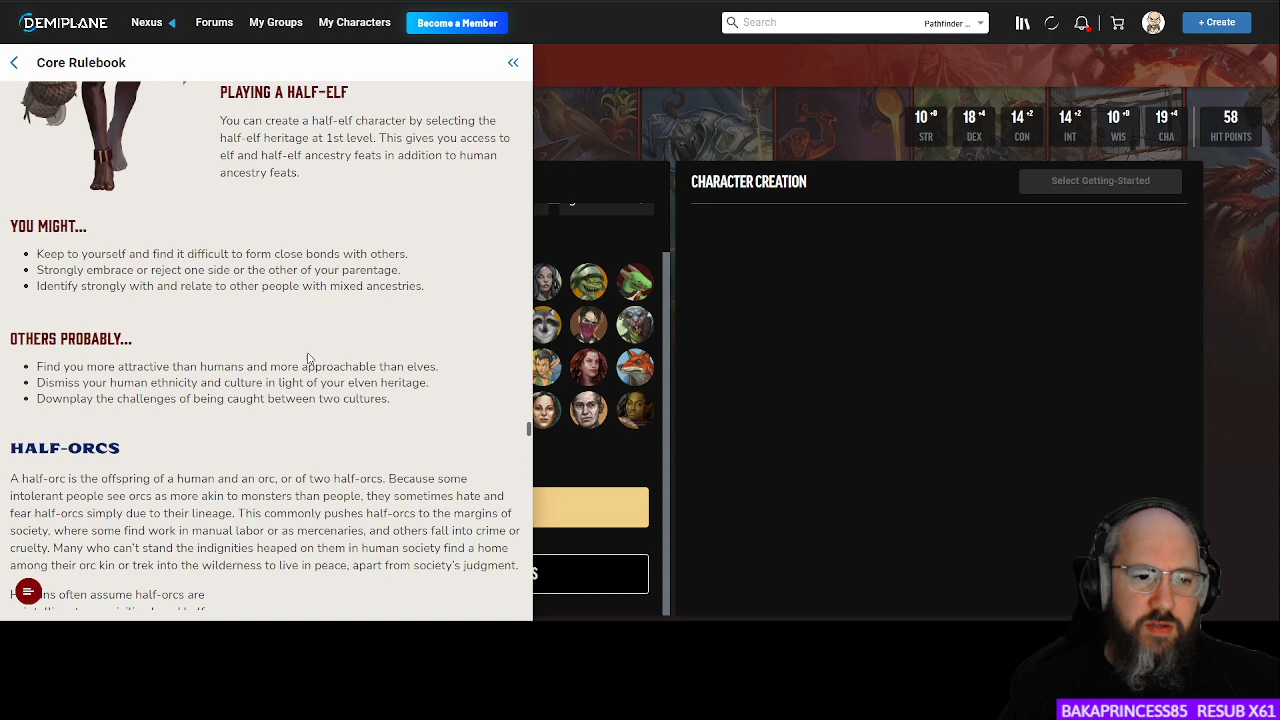 DEMIPLANE
Nexus
Forums
My Groups
My Characters
Become a Member
Search
Pathfinder ...
+ Create
Core Rulebook
PLAYING A HALF-ELF
You can create a half-elf character by selecting the
half-elf heritage at 1st level. This gives you access to
elf and half-elf ancestry feats in addition to human
ancestry feats.
YOU MIGHT...
Keep to yourself and find it difficult to form close bonds with others.
Strongly embrace or reject one side or the other of your parentage.
Identify strongly with and relate to other people with mixed ancestries.
OTHERS PROBABLY...
Find you more attractive than humans and more approachable than elves.
Dismiss your human ethnicity and culture in light of your elven heritage.
Downplay the challenges of being caught between two cultures.
HALF-ORCS
A half-orc is the offspring of a human and an orc, or of two half-orcs. Because some
intolerant people see orcs as more akin to monsters than people, they sometimes hate and
fear half-orcs simply due to their lineage. This commonly pushes half-orcs to the margins of
society, where some find work in manual labor or as mercenaries, and others fall into crime or
cruelty. Many who can't stand the indignities heaped on them in human society find a home
among their orc kin or trek into the wilderness to live in peace, apart from society's judgment.
often assume half-orcs are
10 +0 18 +4 14 +2 14 +2 10 +0 19 +4 58
STR DEX CON INT WIS CHA HIT POINTS
CHARACTER CREATION
Select Getting-Started
S
BAKAPRINCESS85 RESUB X61